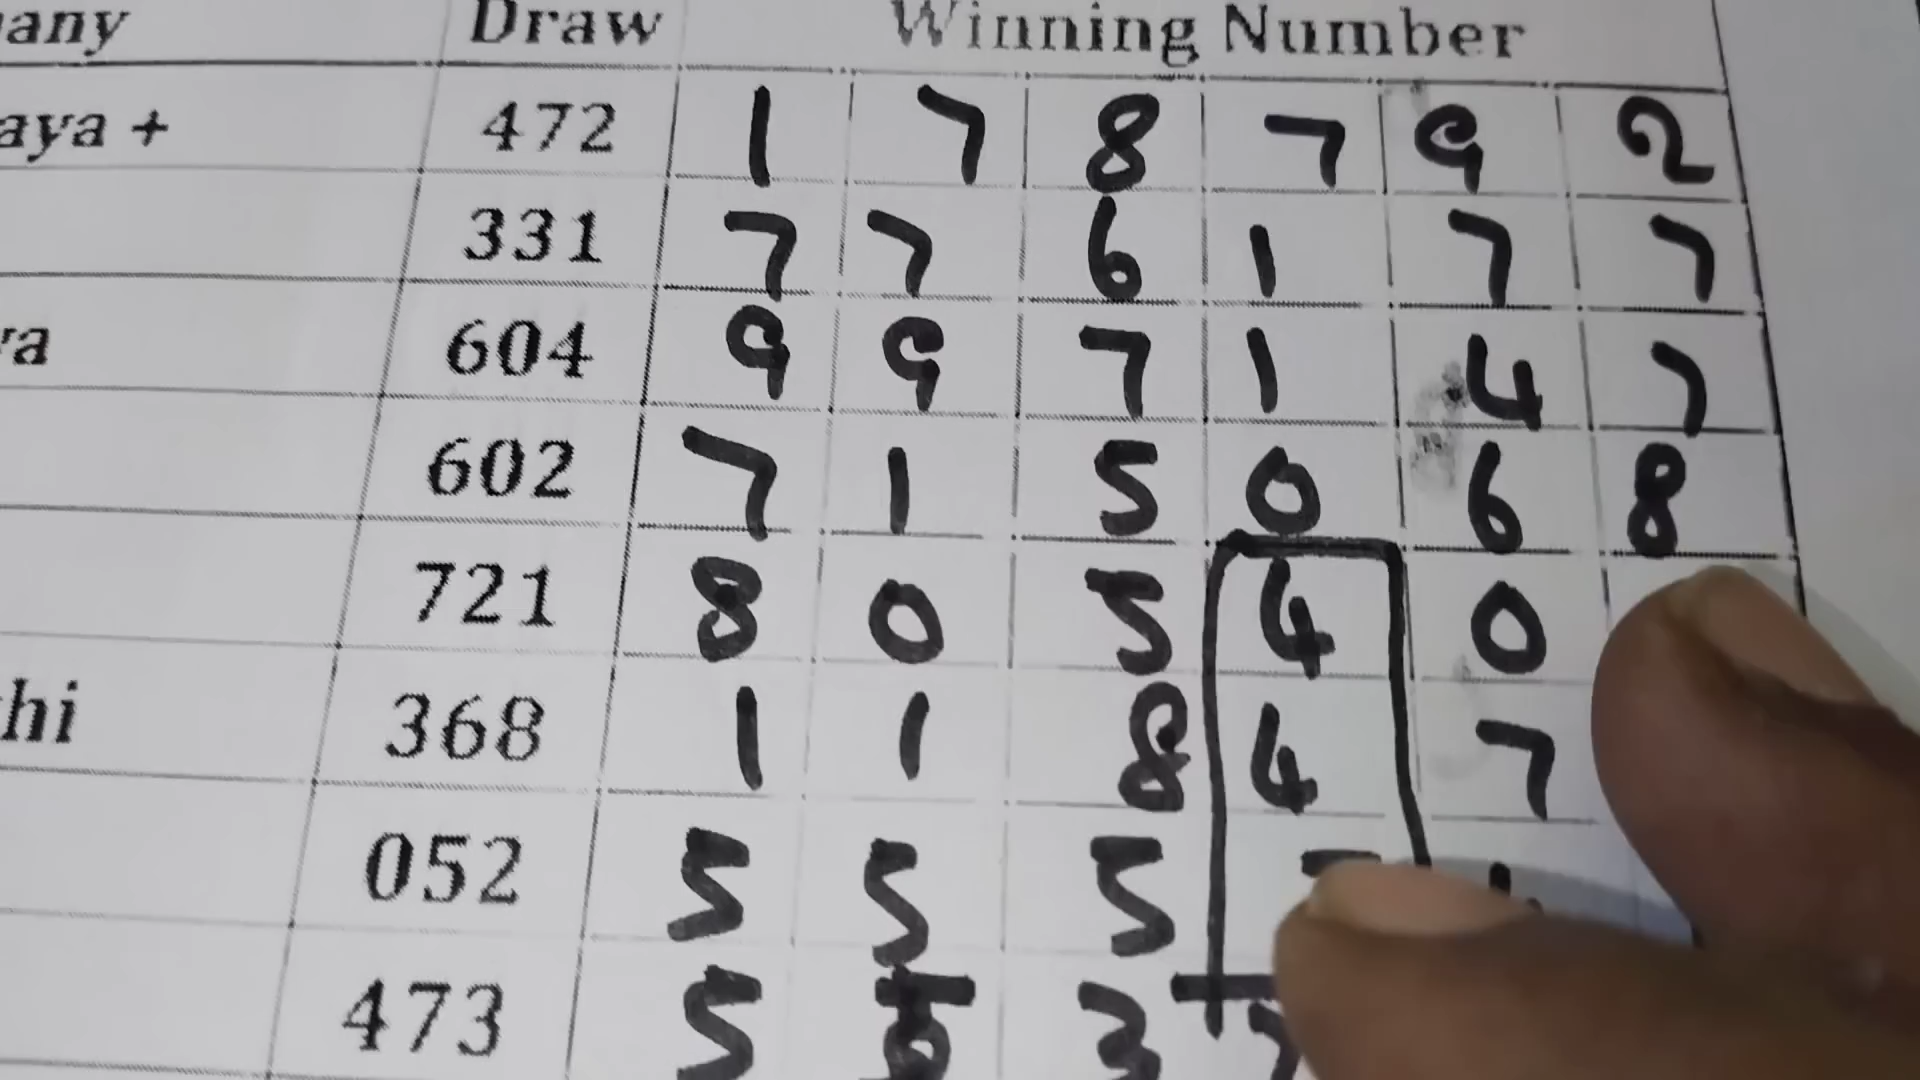 any Draw Winning Number
aya + 472 1 7 8 7 9 2
331 7 7 6 1 7 7
ra 604 9 9 7 1 4 7
602 7 1 5 0 6 8
721 8 0 5 4 0
hi 368 1 1 8 4 7
052 5 5 5
473 5 5 3